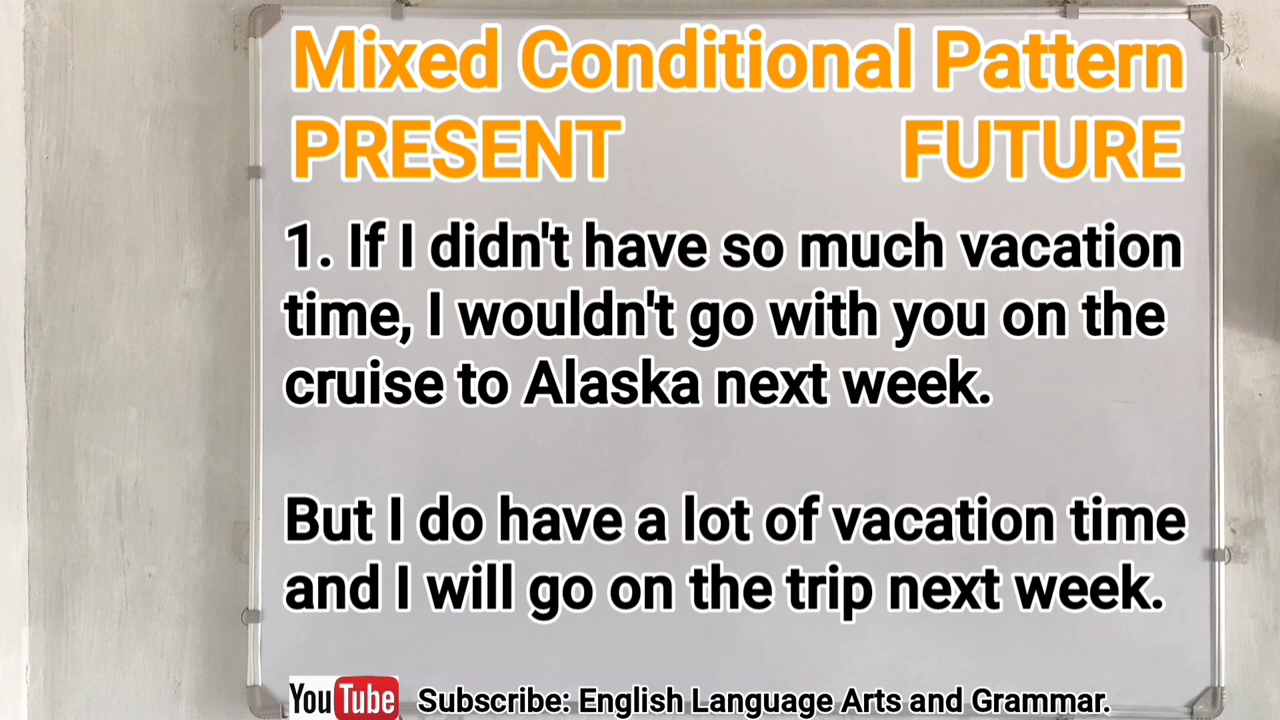 Mixed Conditional Pattern
PRESENT FUTURE
1. If I didn't have so much vacation
time, I wouldn't go with you on the
cruise to Alaska next week.
But I do have a lot of vacation time
and I will go on the trip next week.
YouTube Subscribe: English Language Arts and Grammar.